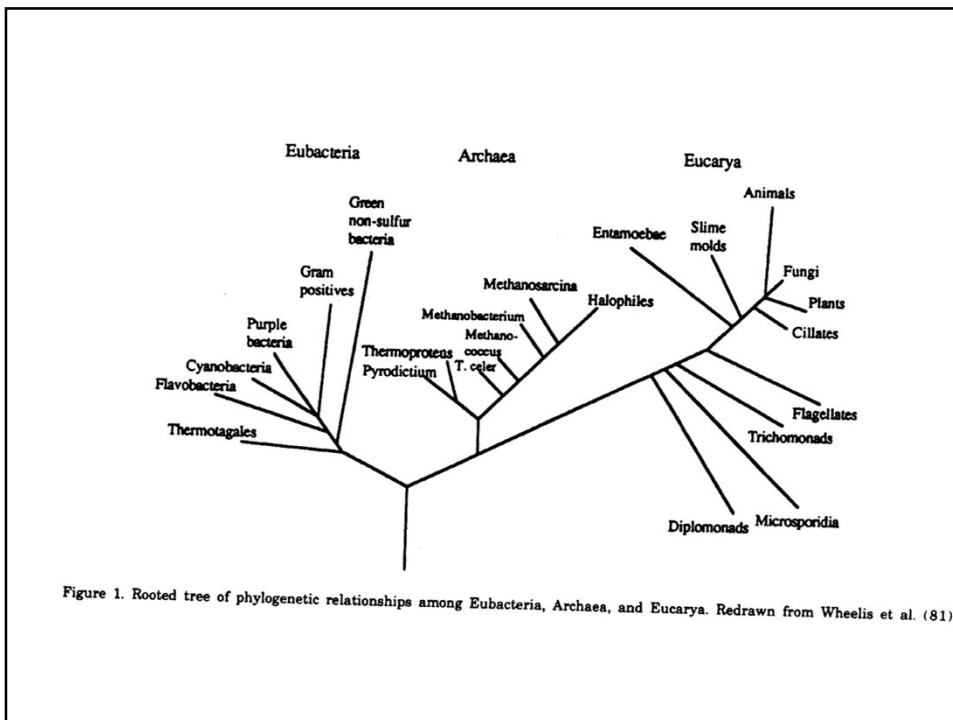 Eubacteria
Archaea
Eucarya
Green
non-sulfur
bacteria
Gram
positives
Purple
bacteria
Cyanobacteria
Flavobacteria
Thermotagales
Methanosarcina
Halophiles
Methanobacterium
Methano-
coccus
Thermoproteus
T. celer
Pyrodictium
Animals
Slime
molds
Entamoebae
Fungi
Plants
Cillates
Flagellates
Trichomonads
Microsporidia
Diplomonads
Figure 1. Rooted tree of phylogenetic relationships among Eubacteria, Archaea, and Eucarya. Redrawn from Wheelis et al. (81)